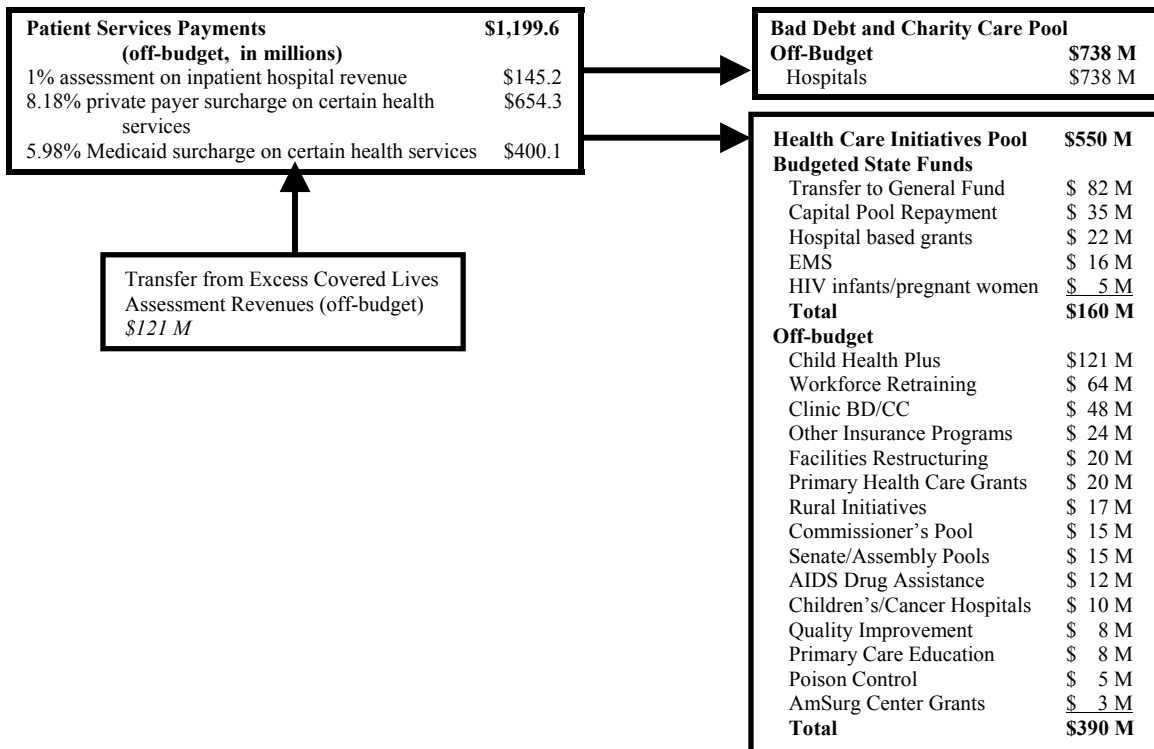 Patient Services Payments $1,199.6
(off-budget, in millions)
1% assessment on inpatient hospital revenue $145.2
8.18% private payer surcharge on certain health $654.3
services
5.98% Medicaid surcharge on certain health services $400.1
Transfer from Excess Covered Lives
Assessment Revenues (off-budget)
$121 M
Bad Debt and Charity Care Pool
Off-Budget $738 M
Hospitals $738 M
Health Care Initiatives Pool $550 M
Budgeted State Funds
Transfer to General Fund $ 82 M
Capital Pool Repayment $ 35 M
Hospital based grants $ 22 M
EMS $ 16 M
HIV infants/pregnant women $ 5 M
Total $160 M
Off-budget
Child Health Plus $121 M
Workforce Retraining $ 64 M
Clinic BD/CC $ 48 M
Other Insurance Programs $ 24 M
Facilities Restructuring $ 20 M
Primary Health Care Grants $ 20 M
Rural Initiatives $ 17 M
Commissioner's Pool $ 15 M
Senate/Assembly Pools $ 15 M
AIDS Drug Assistance $ 12 M
Children's/Cancer Hospitals $ 10 M
Quality Improvement $ 8 M
Primary Care Education $ 8 M
Poison Control $ 5 M
AmSurg Center Grants $ 3 M
Total $390 M